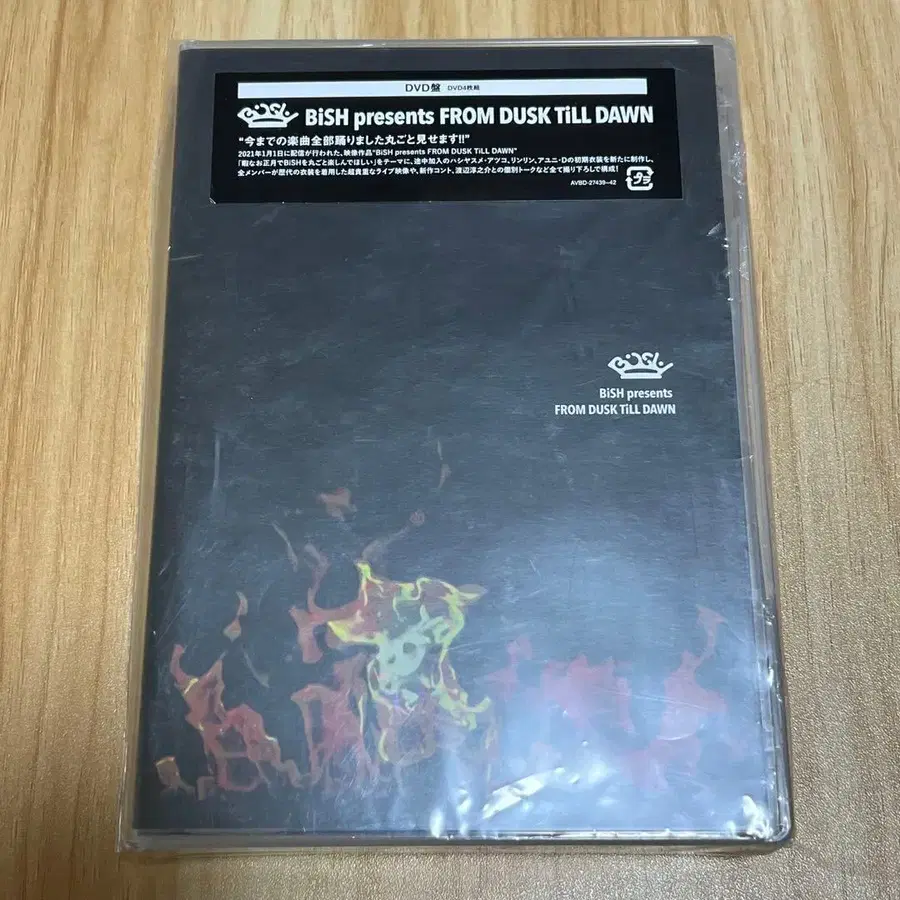 DVD盤 DVD4枚組
BiSH BiSH presents FROM DUSK TiLL DAWN
"今までの楽曲全部踊りました丸ごと見せます!!"
2021年1月1日に配信が行われた、映像作品"BiSH presents FROM DUSK TiLL DAWN"
「暇なお正月でBiSHを丸ごと楽しんでほしい」をテーマに、途中加入のハシヤスメ・アツコ、リンリン、アユニ・Dの初期衣装を新たに制作し、
全メンバーが歴代の衣装を着用した超貴重なライブ映像や、新作コント、渡辺淳之介との個別トークなど全て撮り下ろしで構成!
AVBD-27439~42
プラ
BiSH
BiSH presents
FROM DUSK TiLL DAWN